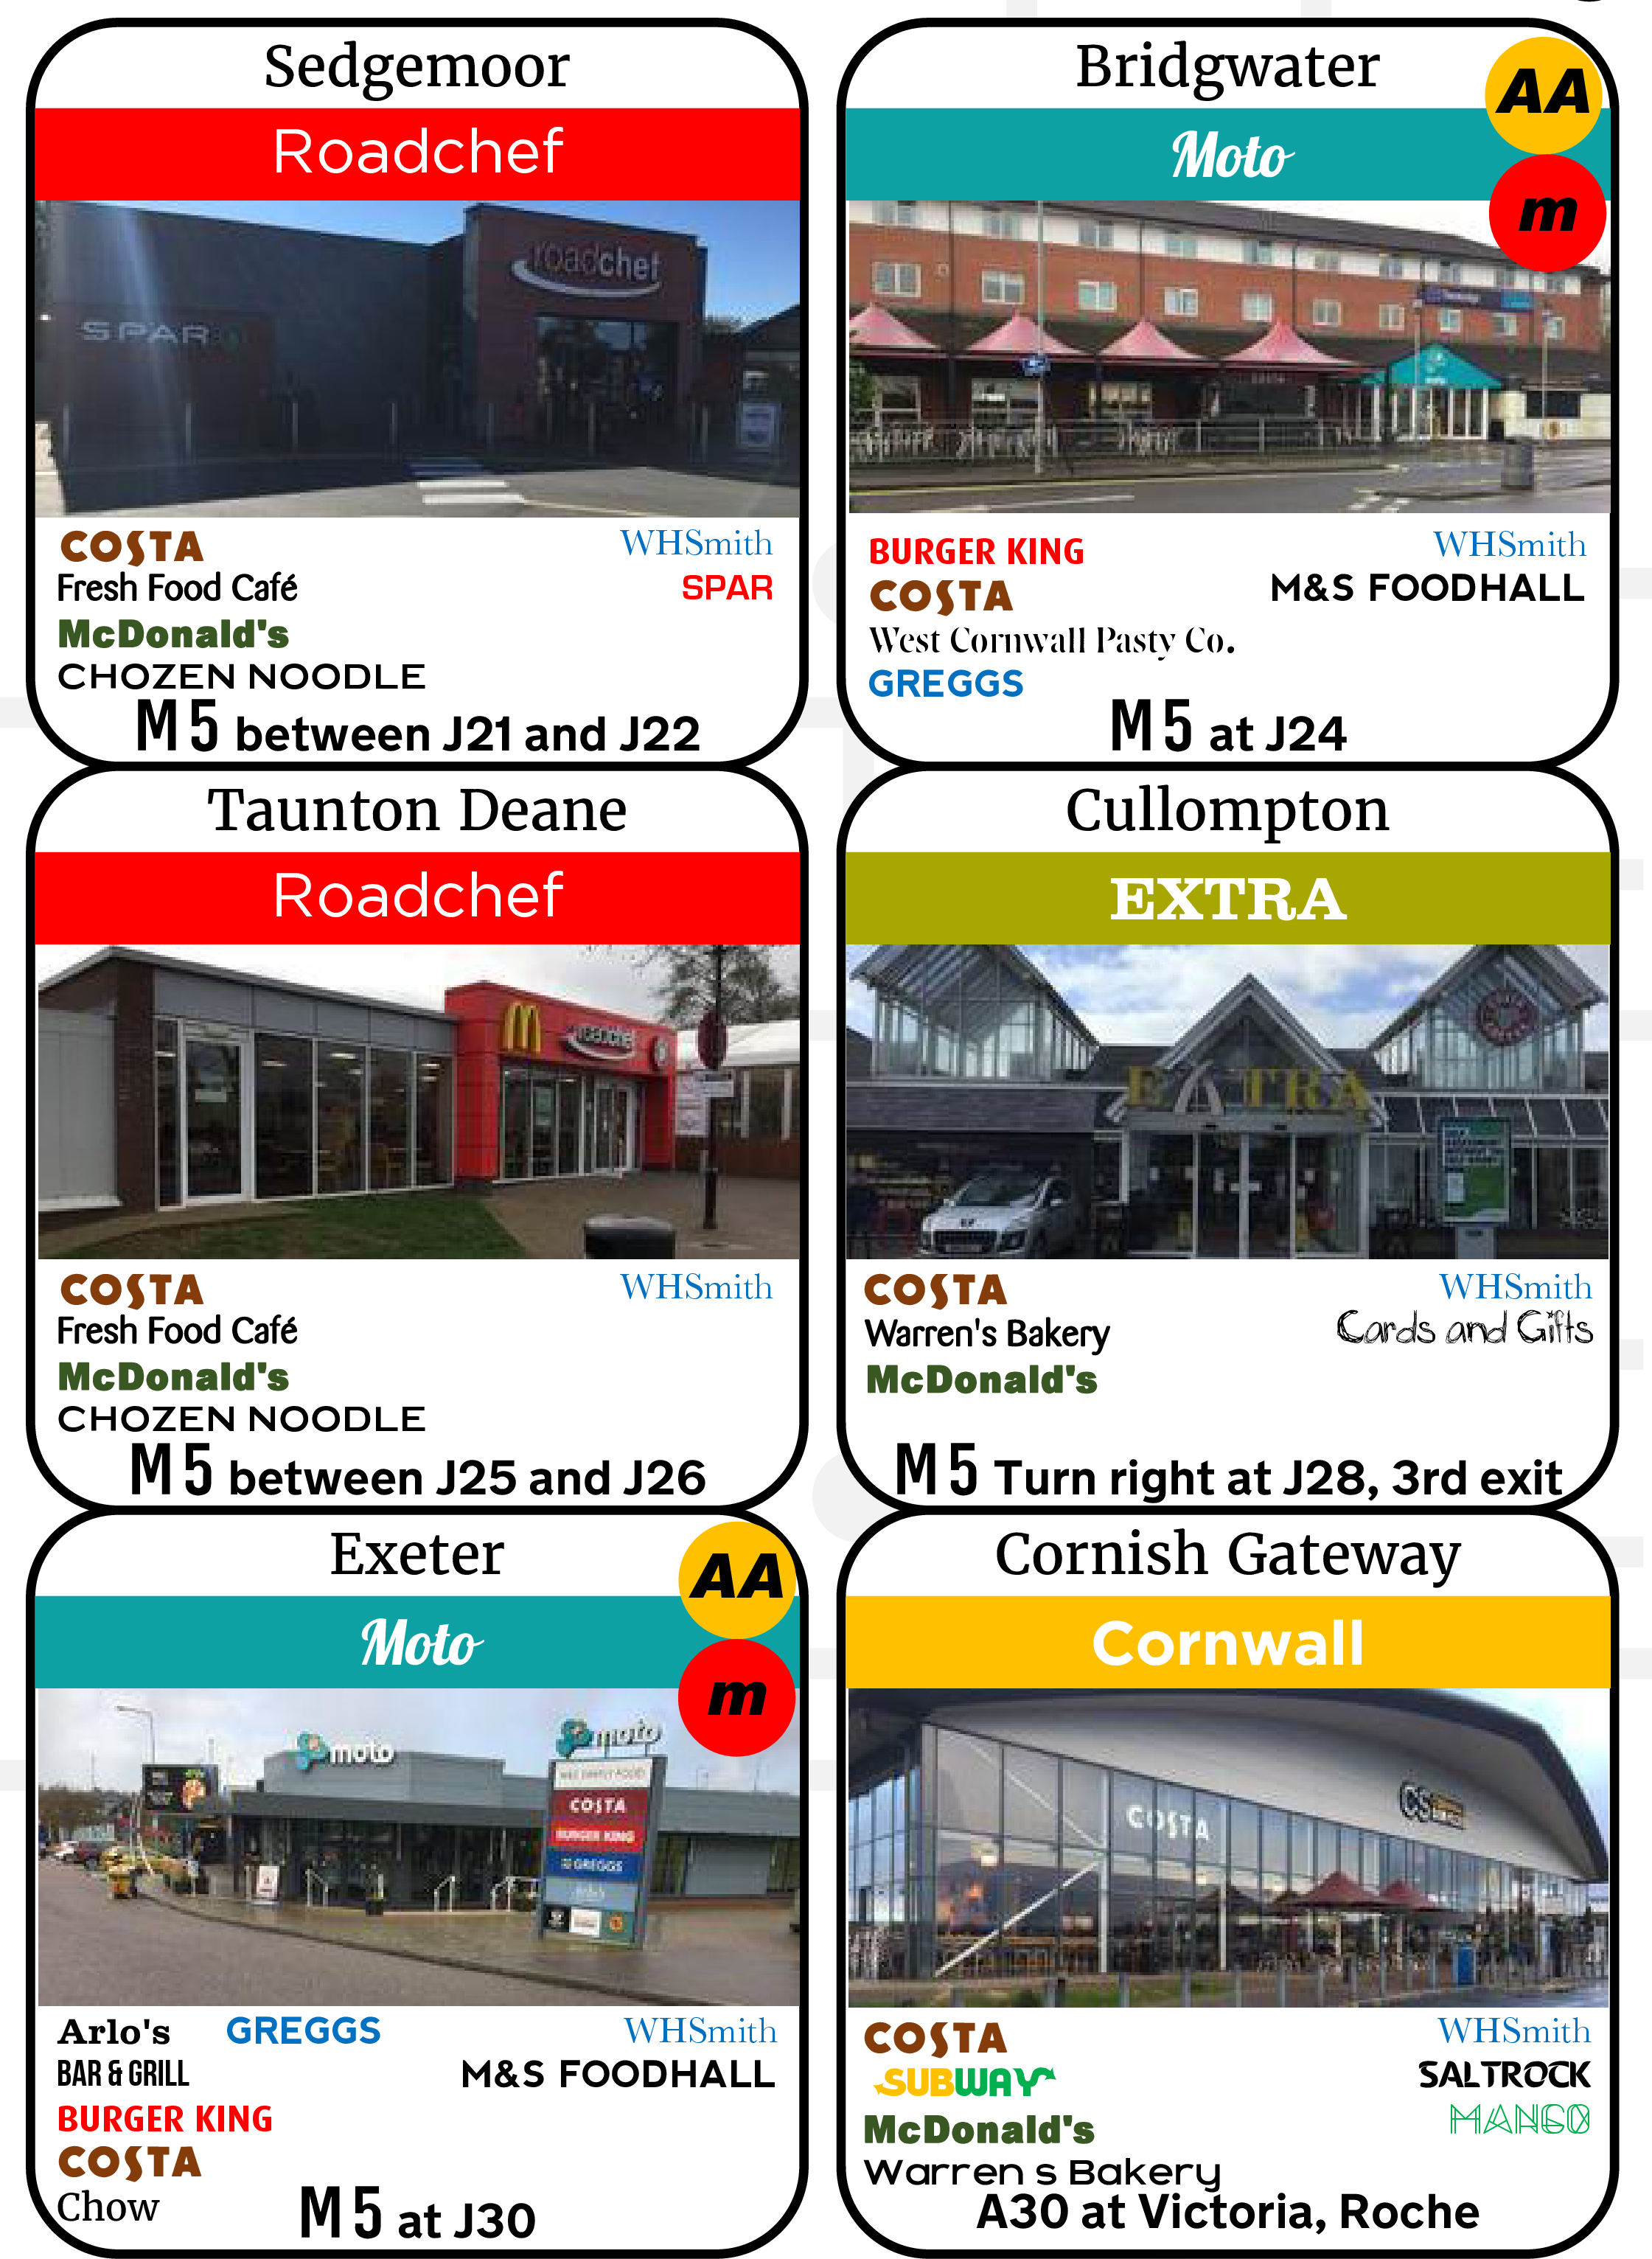 Sedgemoor
Roadchef
roadchef
SPAR
COSTA
WHSmith
Fresh Food Café
SPAR
McDonald's
CHOZEN NOODLE
M5 between J21 and J22
Bridgwater
AA
Moto
m
BURGER KING
WHSmith
COSTA
M&S FOODHALL
West Cornwall Pasty Co.
GREGGS
M5 at J24
Taunton Deane
Roadchef
roadchef
COSTA
WHSmith
Fresh Food Café
McDonald's
CHOZEN NOODLE
M5 between J25 and J26
Cullompton
EXTRA
EXTRA
COSTA
WHSmith
Warren's Bakery
Cards and Gifts
McDonald's
M5 Turn right at J28, 3rd exit
Exeter
AA
Moto
m
moto
moto
M&S SIMPLY FOOD
COSTA
BURGER KING
GREGGS
Arlo's
GREGGS
WHSmith
BAR & GRILL
M&S FOODHALL
BURGER KING
COSTA
Chow
M5 at J30
Cornish Gateway
Cornwall
COSTA
CS
COSTA
WHSmith
SUBWAY
SALTROCK
McDonald's
MANGO
Warren s Bakery
A30 at Victoria, Roche